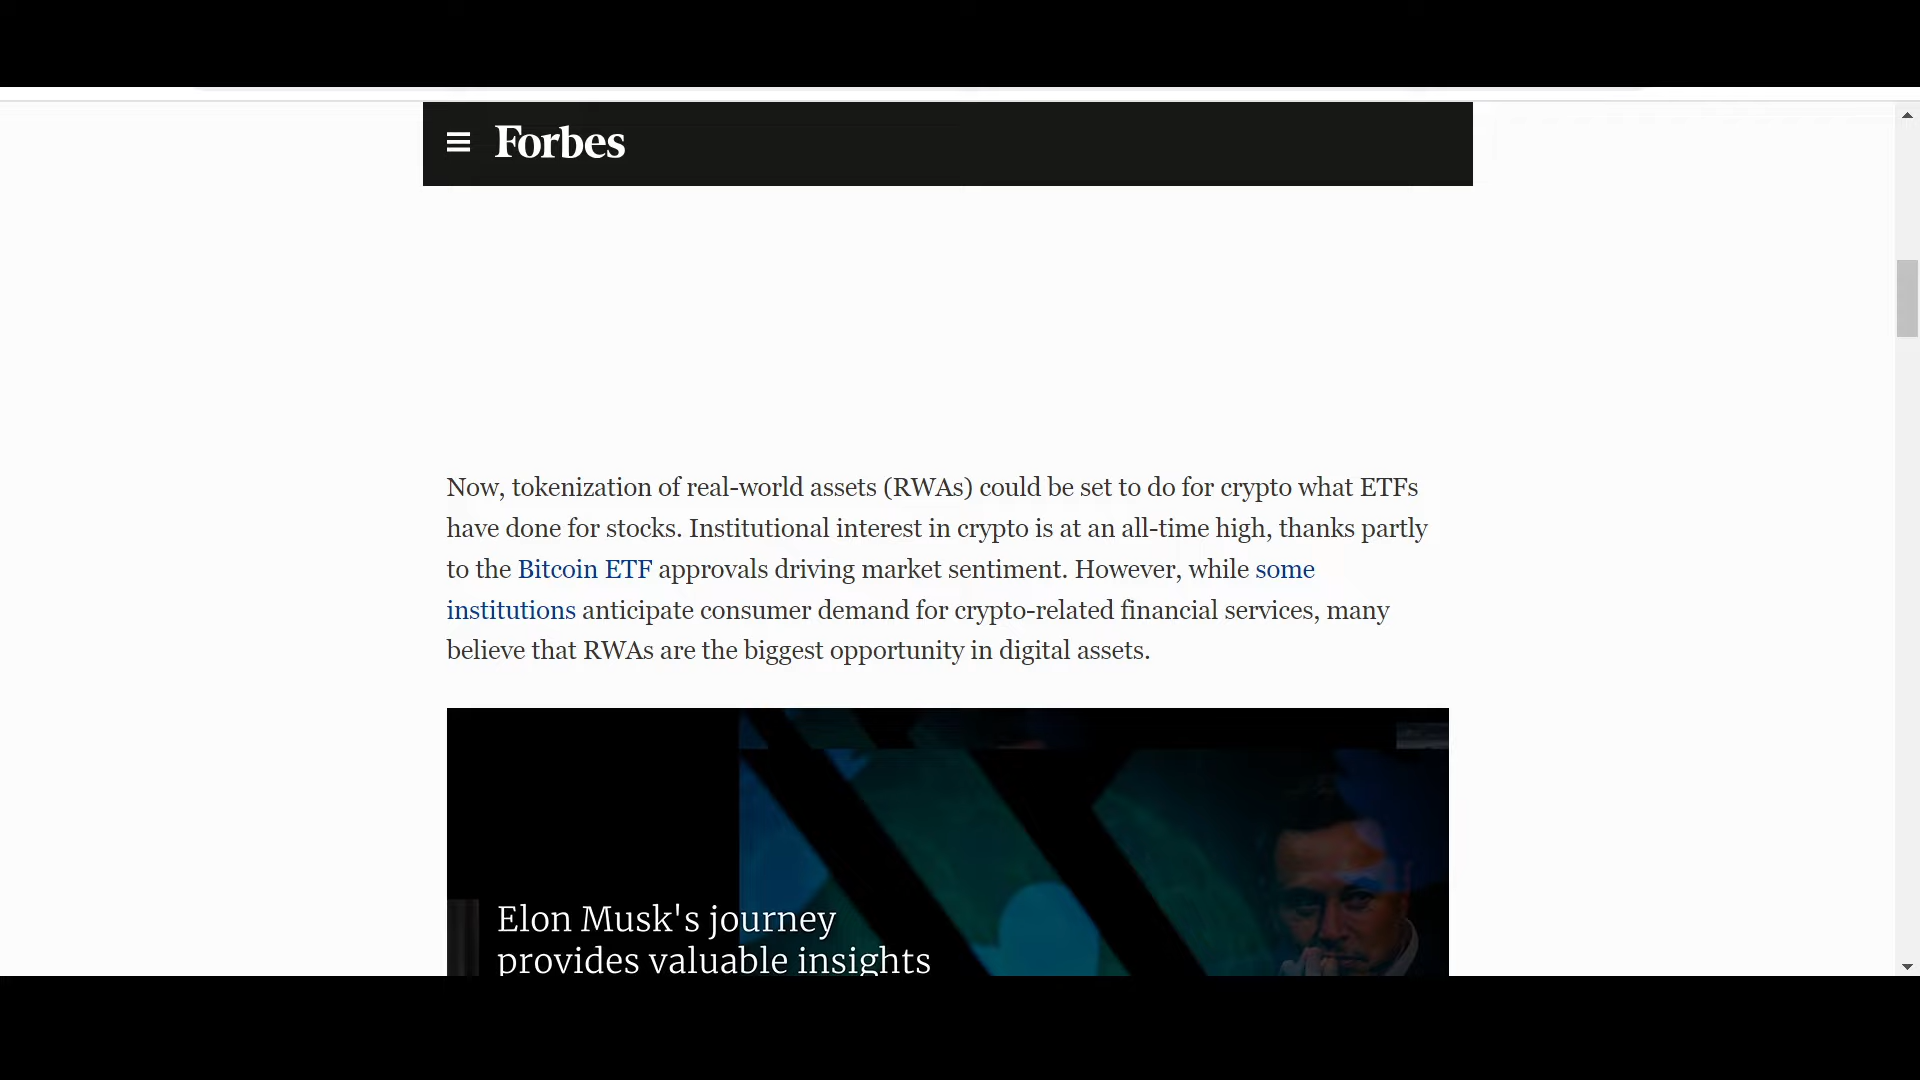 Forbes
Now, tokenization of real-world assets (RWAs) could be set to do for crypto what ETFs
have done for stocks. Institutional interest in crypto is at an all-time high, thanks partly
to the Bitcoin ETF approvals driving market sentiment. However, while some
institutions anticipate consumer demand for crypto-related financial services, many
believe that RWAs are the biggest opportunity in digital assets.
Elon Musk's journey
provides valuable insights